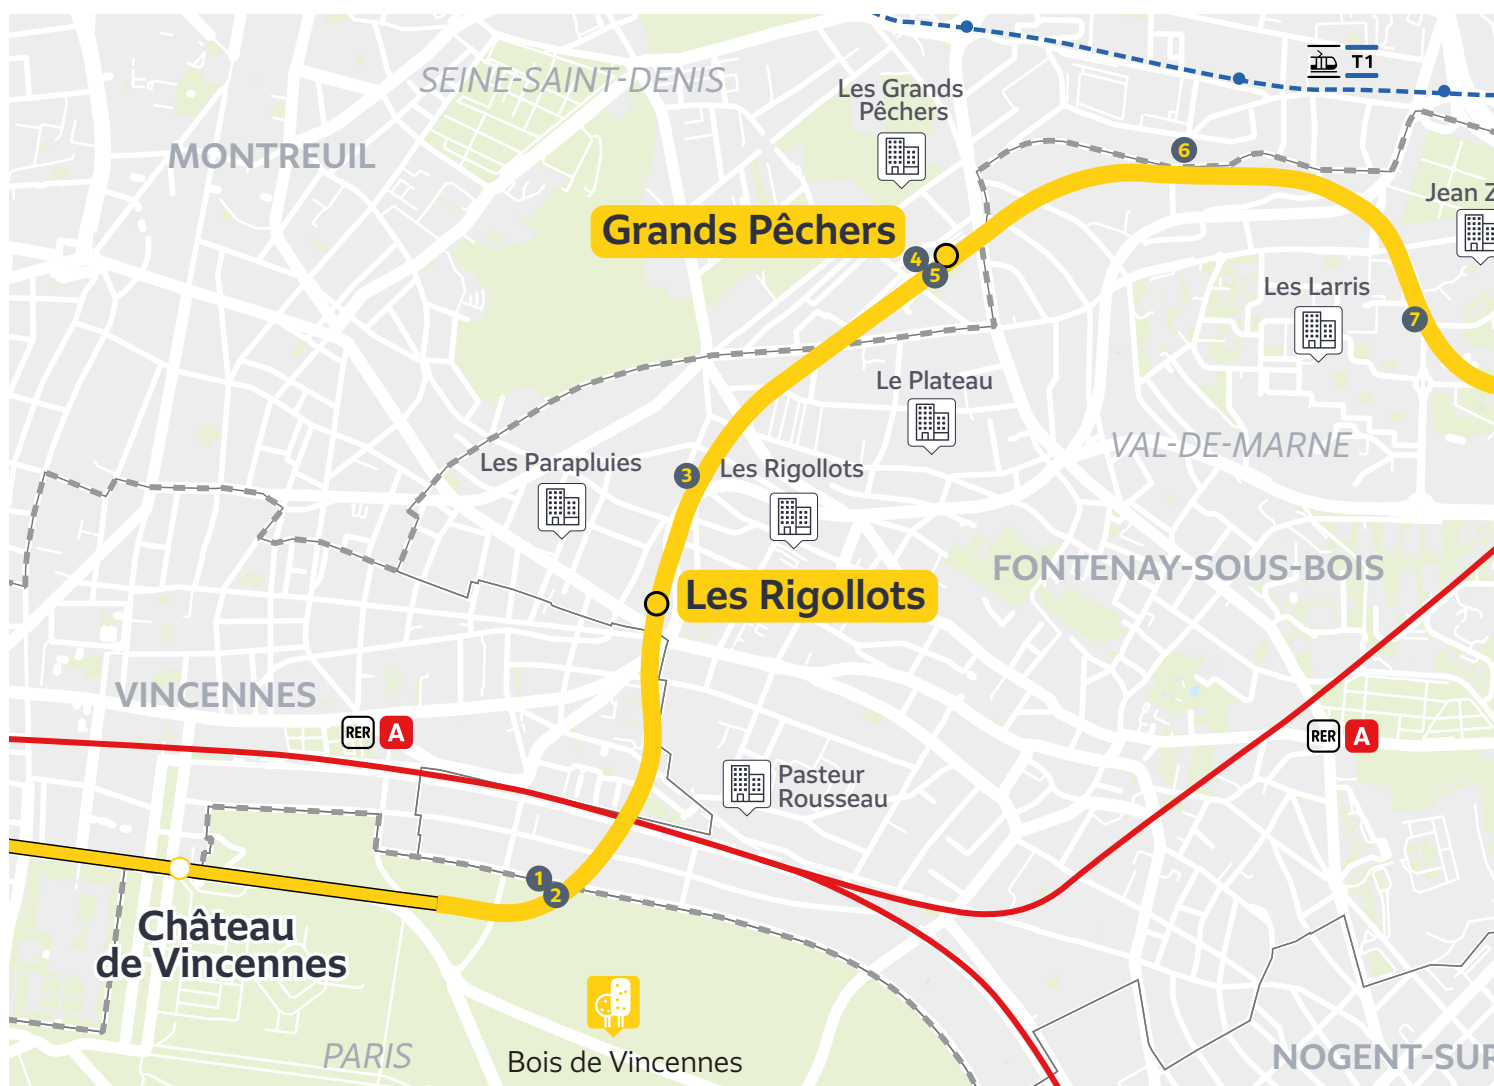 T1
SEINE-SAINT-DENIS
Les Grands
Pêchers
MONTREUIL
6
Jean Z
Grands Pêchers
4
5
Les Larris
7
Le Plateau
VAL-DE-MARNE
Les Parapluies
3
Les Rigollots
FONTENAY-SOUS-BOIS
Les Rigollots
VINCENNES
RER A
RER A
Pasteur
Rousseau
1
2
Château
de Vincennes
PARIS
Bois de Vincennes
NOGENT-SUR